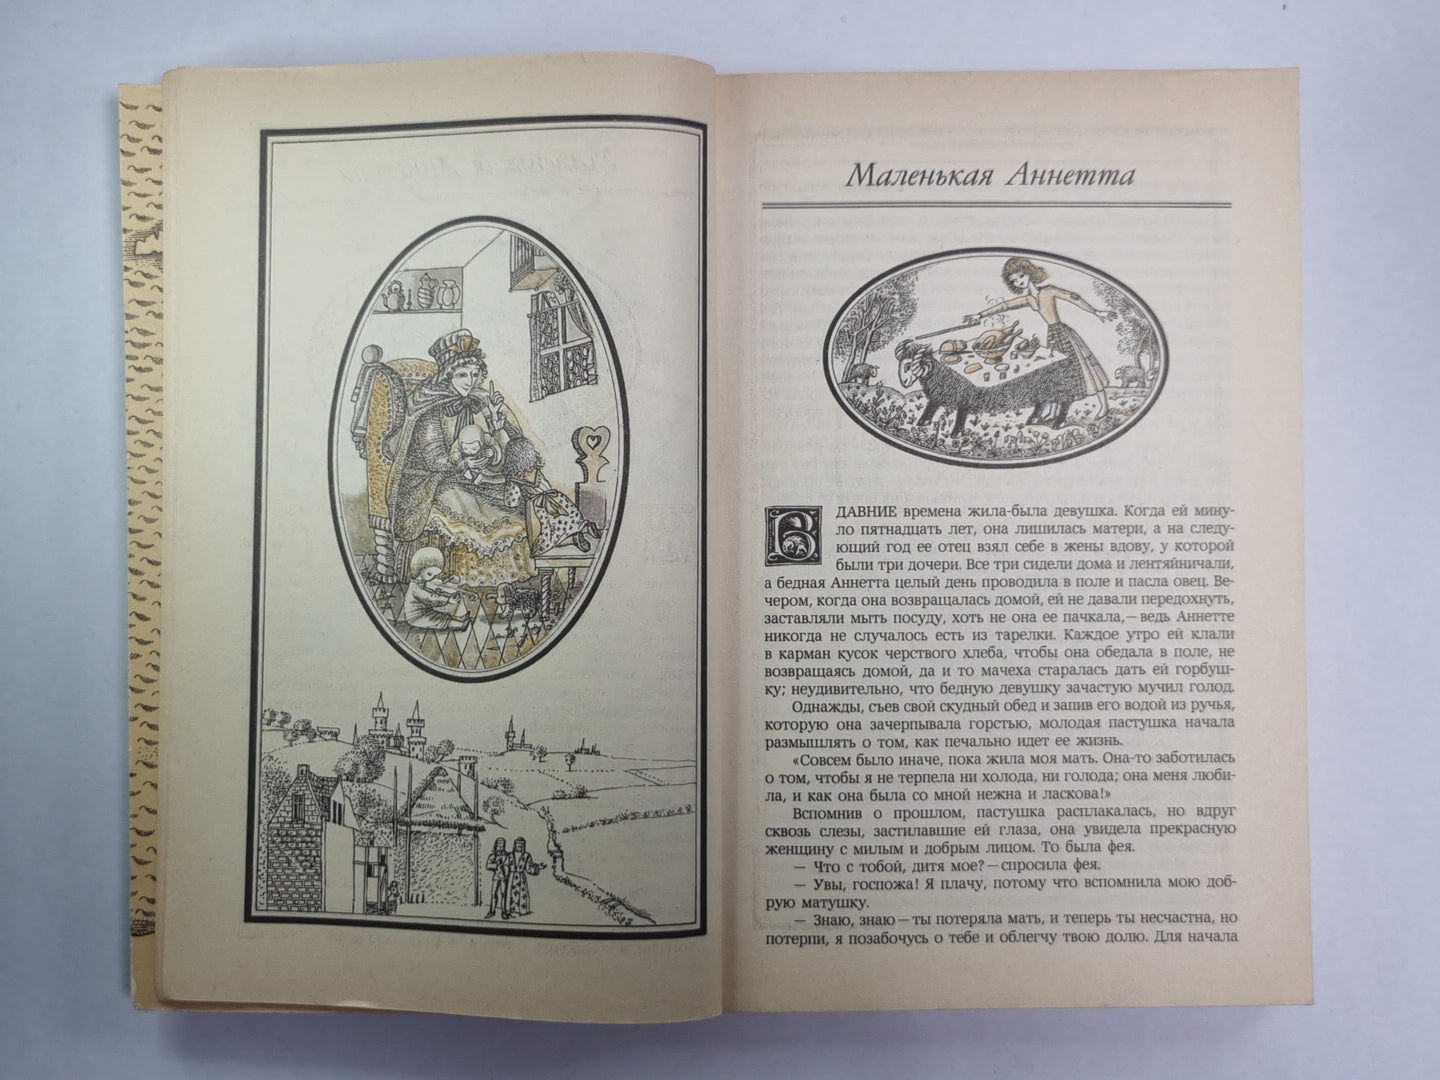 Маленькая Аннетта
В ДАВНИЕ времена жила-была девушка. Когда ей мину-
ло пятнадцать лет, она лишилась матери, а на следу-
ющий год ее отец взял себе в жены вдову, у которой
были три дочери. Все три сидели дома и лентяйничали,
а бедная Аннетта целый день проводила в поле и пасла овец. Ве-
чером, когда она возвращалась домой, ей не давали передохнуть,
заставляли мыть посуду, хоть не она ее пачкала,—ведь Аннетте
никогда не случалось есть из тарелки. Каждое утро ей клали
в карман кусок черствого хлеба, чтобы она обедала в поле, не
возвращаясь домой, да и то мачеха старалась дать ей горбуш-
ку; неудивительно, что бедную девушку зачастую мучил голод.
Однажды, съев свой скудный обед и запив его водой из ручья,
которую она зачерпывала горстью, молодая пастушка начала
размышлять о том, как печально идет ее жизнь.
«Совсем было иначе, пока жила моя мать. Она-то заботилась
о том, чтобы я не терпела ни холода, ни голода; она меня люби-
ла, и как она была со мной нежна и ласкова!»
Вспомнив о прошлом, пастушка расплакалась, но вдруг
сквозь слезы, застилавшие ей глаза, она увидела прекрасную
женщину с милым и добрым лицом. То была фея.
— Что с тобой, дитя мое?—спросила фея.
— Увы, госпожа! Я плачу, потому что вспомнила мою доб-
рую матушку.
— Знаю, знаю—ты потеряла мать, и теперь ты несчастна, но
потерпи, я позабочусь о тебе и облегчу твою долю. Для начала